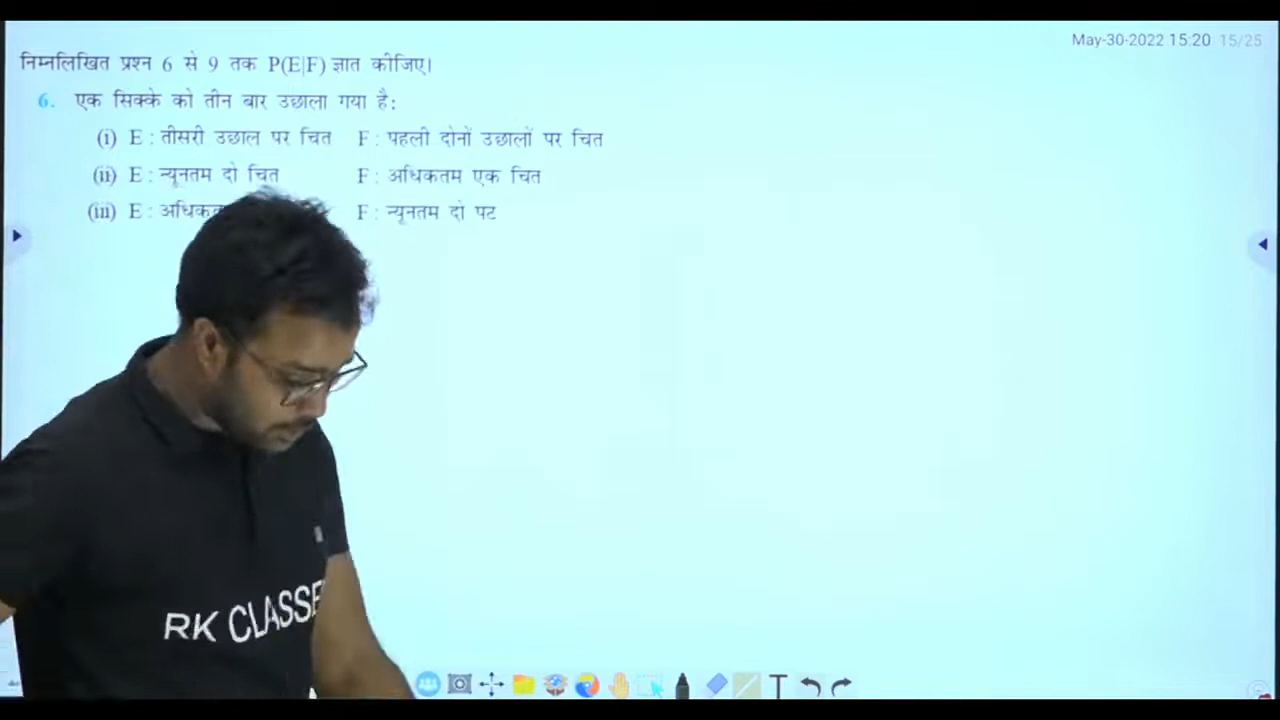 May-30-2022 15:20 15/25
निम्नलिखित प्रश्न 6 से 9 तक P(E|F) ज्ञात कीजिए।
6. एक सिक्के को तीन बार उछाला गया है:
(i) E : तीसरी उछाल पर चित F : पहली दोनों उछालों पर चित
(ii) E : न्यूनतम दो चित F : अधिकतम एक चित
(iii) E : F : न्यूनतम दो पट
RK CLASSE
T